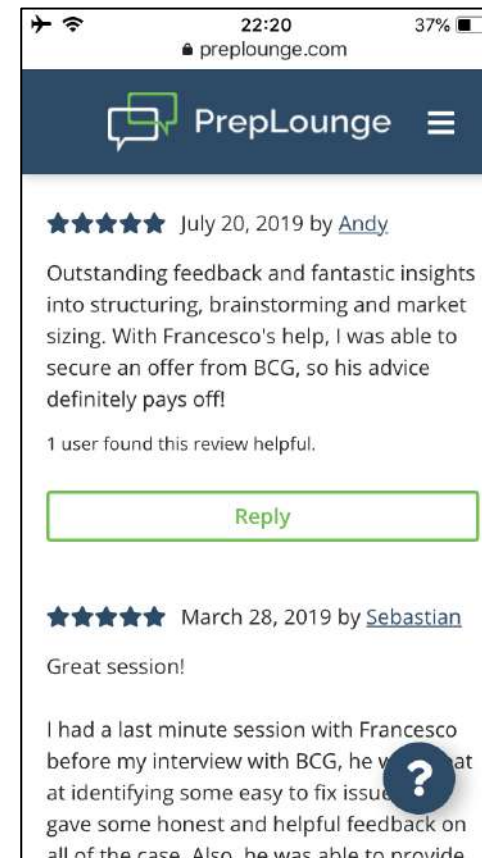 22:20
37%
preplounge.com
PrepLounge
July 20, 2019 by Andy
Outstanding feedback and fantastic insights
into structuring, brainstorming and market
sizing. With Francesco's help, I was able to
secure an offer from BCG, so his advice
definitely pays off!
1 user found this review helpful.
Reply
March 28, 2019 by Sebastian
Great session!
I had a last minute session with Francesco
before my interview with BCG, he
at identifying some easy to fix
?
gave some honest and helpful feedback on
all of the case. Also, he was able to provide